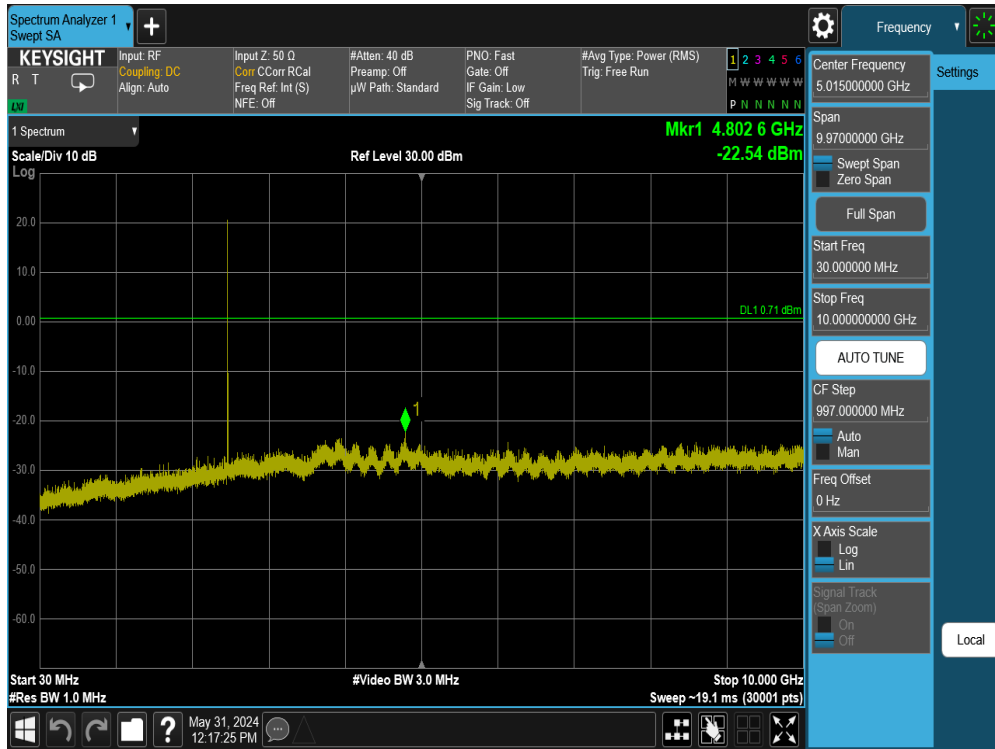 Spectrum Analyzer 1
Swept SA
Frequency
KEYSIGHT
R T
LXI
Input: RF
Coupling: DC
Align: Auto
Input Z: 50 Ω
Corr CCorr RCal
Freq Ref: Int (S)
NFE: Off
#Atten: 40 dB
Preamp: Off
µW Path: Standard
PNO: Fast
Gate: Off
IF Gain: Low
Sig Track: Off
#Avg Type: Power (RMS)
Trig: Free Run
1 2 3 4 5 6
M W W W W W
P N N N N N
1 Spectrum
Scale/Div 10 dB
Log
Ref Level 30.00 dBm
Mkr1 4.802 6 GHz
-22.54 dBm
20.0
10.0
DL1 0.71 dBm
0.00
-10.0
1
-20.0
-30.0
-40.0
-50.0
-60.0
Start 30 MHz
#Res BW 1.0 MHz
#Video BW 3.0 MHz
Stop 10.000 GHz
Sweep ~19.1 ms (30001 pts)
Center Frequency
5.015000000 GHz
Span
9.97000000 GHz
Swept Span
Zero Span
Full Span
Start Freq
30.000000 MHz
Stop Freq
10.000000000 GHz
AUTO TUNE
CF Step
997.000000 MHz
Auto
Man
Freq Offset
0 Hz
X Axis Scale
Log
Lin
Signal Track
(Span Zoom)
On
Off
Settings
Local
?
May 31, 2024
12:17:25 PM